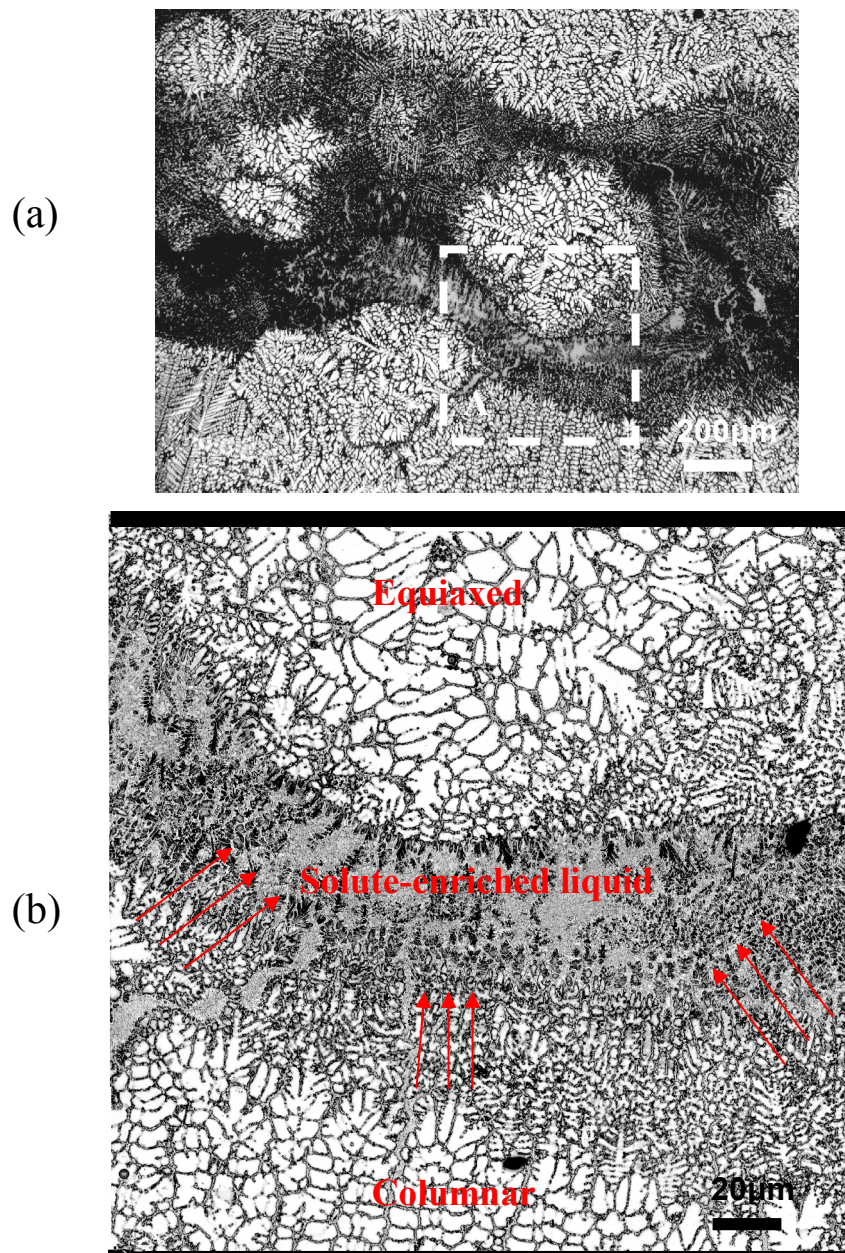 (a)
200μm
Equiaxed
Solute-enriched liquid
(b)
Columnar
20μm